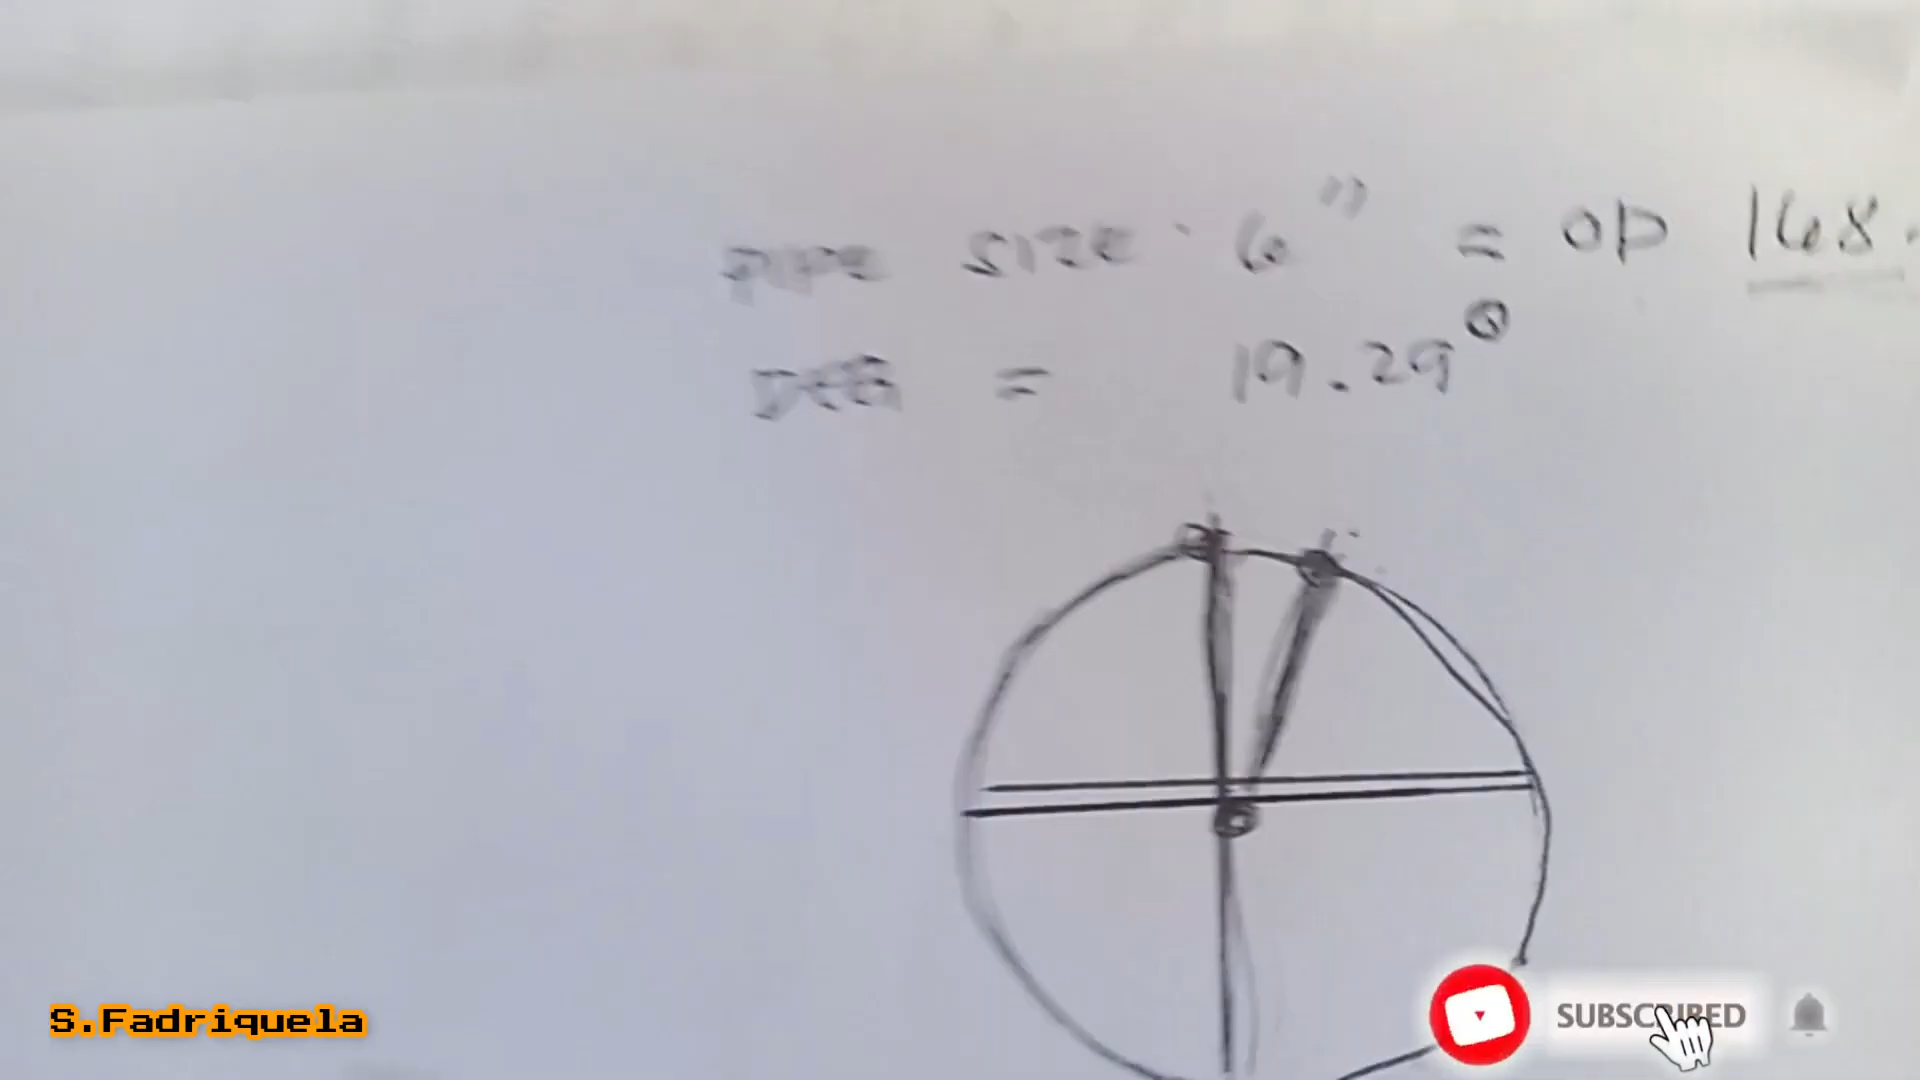 PIPE SIZE. 6" = OD 168.
DEG = 19.29°
S.Fadriquela
SUBSCRIBED